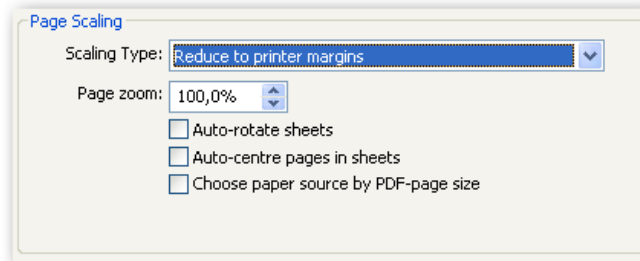 Page Scaling
Scaling Type: Reduce to printer margins
Page zoom: 100,0%
Auto-rotate sheets
Auto-centre pages in sheets
Choose paper source by PDF-page size